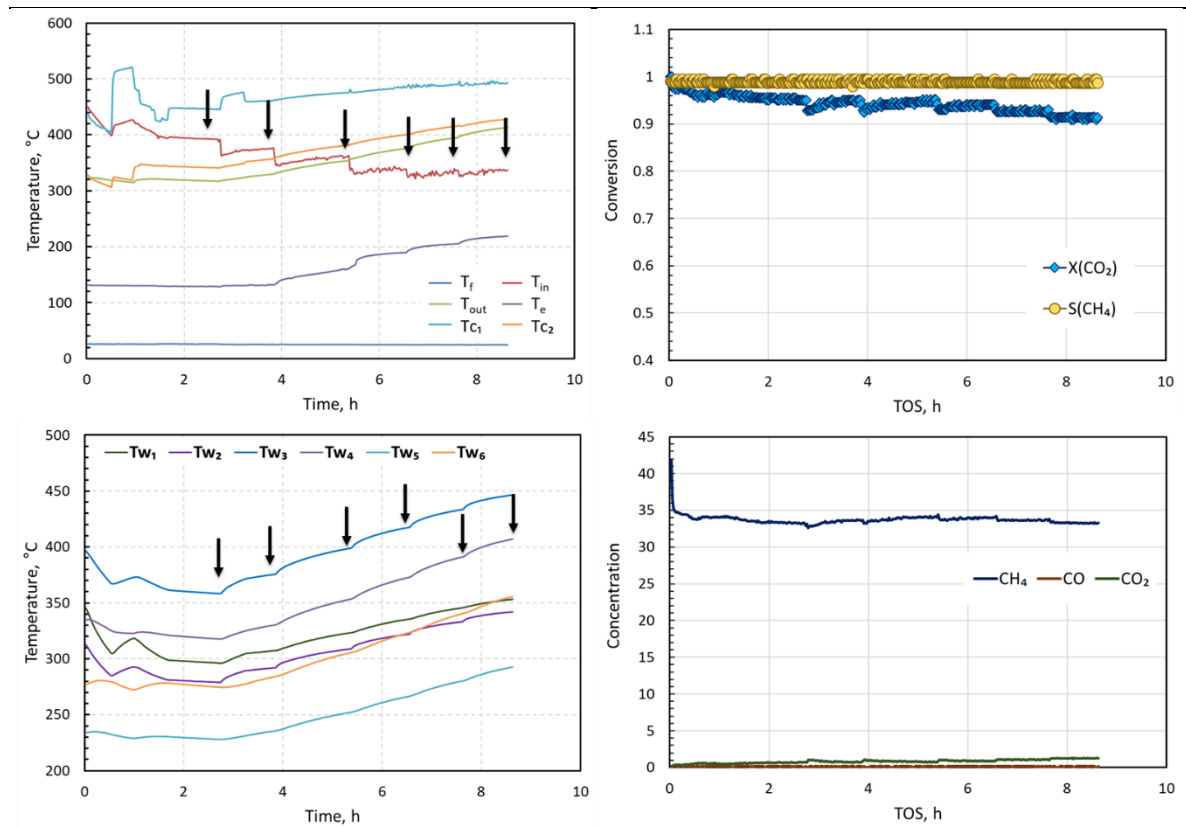 600
500
400
300
200
100
0
Temperature, °C
0 2 4 6 8 10
Time, h
T_f T_in
T_out T_e
Tc₁ Tc₂
1.1
1
0.9
0.8
0.7
0.6
0.5
0.4
Conversion
0 2 4 6 8 10
TOS, h
X(CO₂)
S(CH₄)
500
450
400
350
300
250
200
Temperature, °C
0 2 4 6 8 10
Time, h
Tw₁ Tw₂ Tw₃ Tw₄ Tw₅ Tw₆
45
40
35
30
25
20
15
10
5
0
Concentration
0 2 4 6 8 10
TOS, h
CH₄ CO CO₂